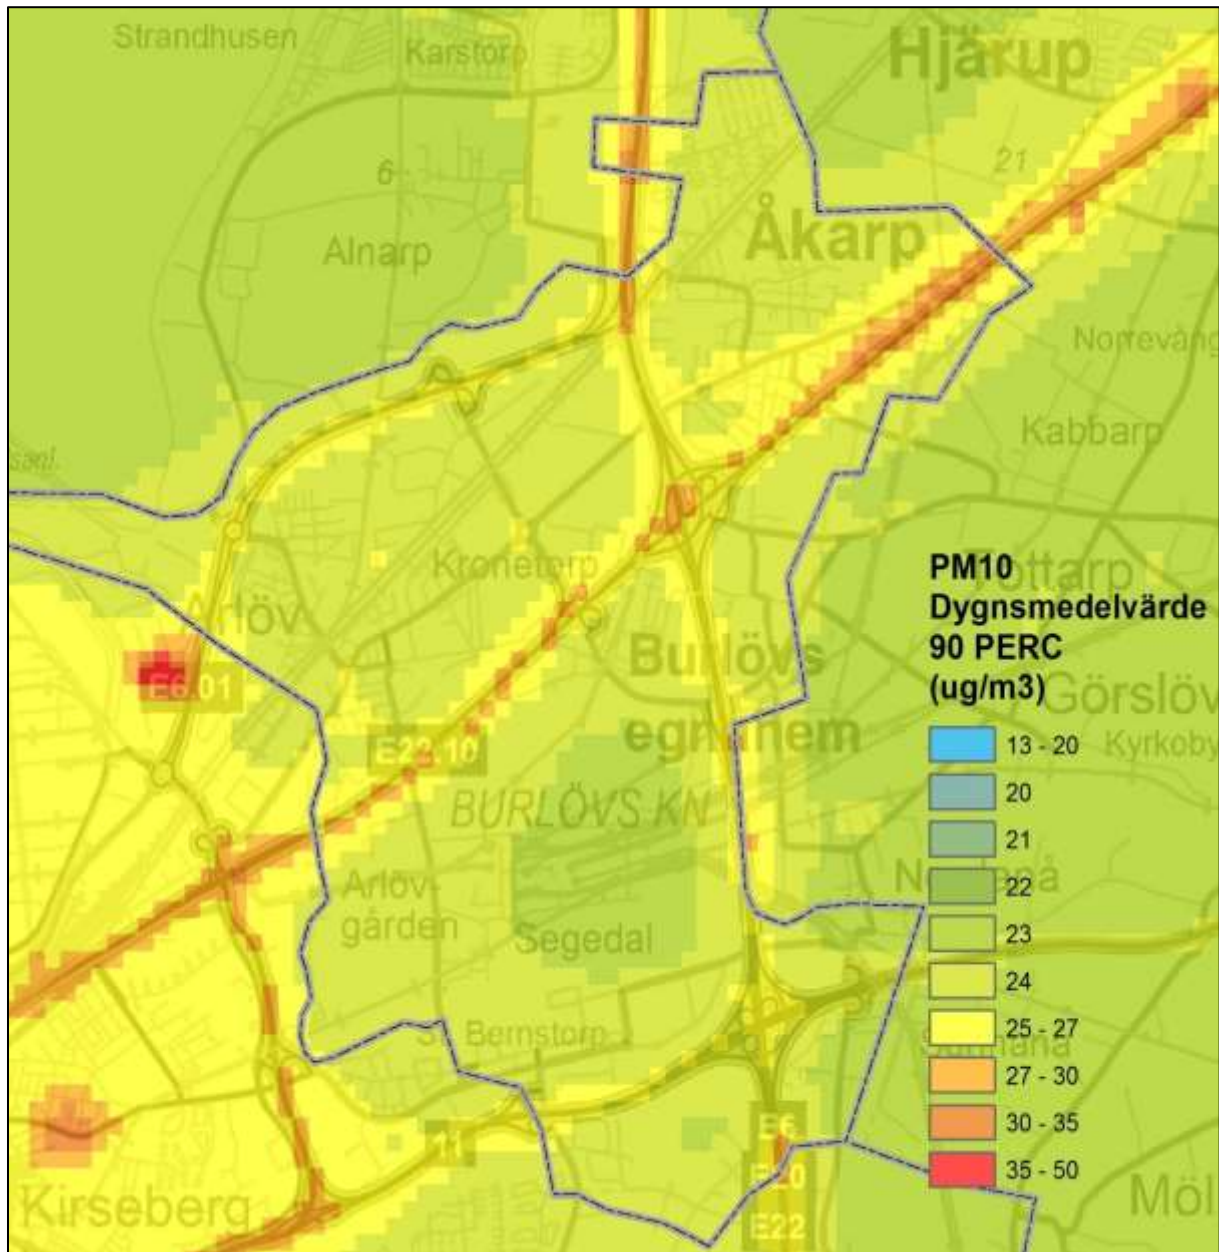 Strandhusen
Karstorp
Hjärup
6
21
Alnarp
Åkarp
Norrevång
Kabbarp
Kronetorp
Arlöv
E6.01
Burlövs
egnahem
E22.10
BURLÖVS KN
Arlöv-
gården
Segedal
St. Bernstorp
11
E6
E20
E22
Kirseberg
Görslöv
Kyrkoby
Möl
PM10
Dygnsmedelvärde
90 PERC
(ug/m3)
13 - 20
20
21
22
23
24
25 - 27
27 - 30
30 - 35
35 - 50